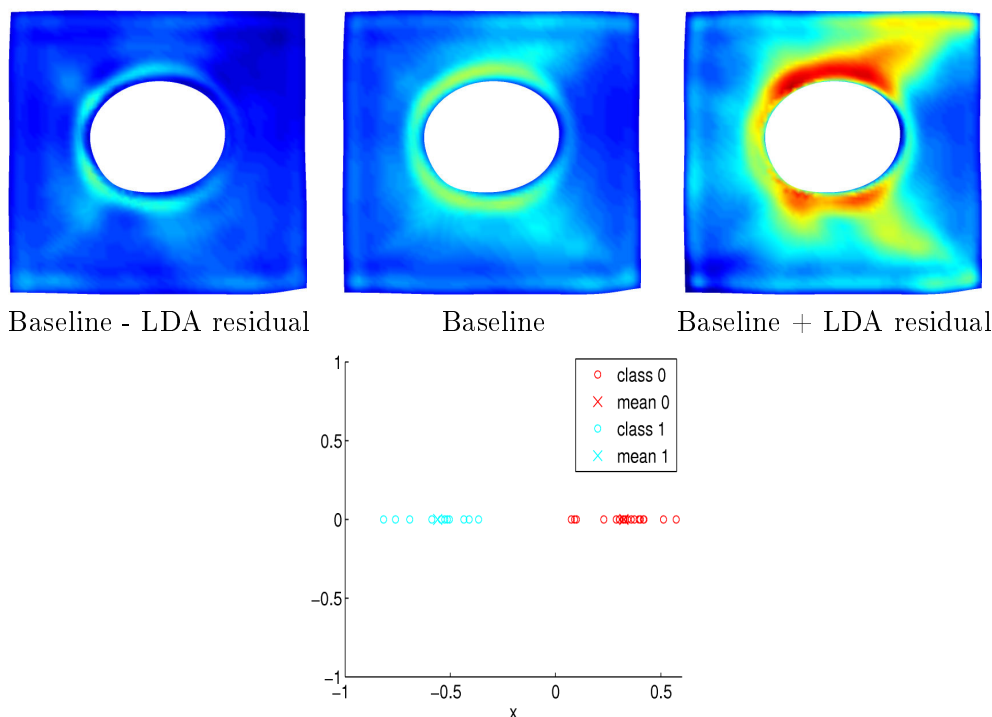 Baseline - LDA residual
Baseline
Baseline + LDA residual
class 0
mean 0
class 1
mean 1
1
0.5
0
−0.5
−1
−1
−0.5
0
0.5
x